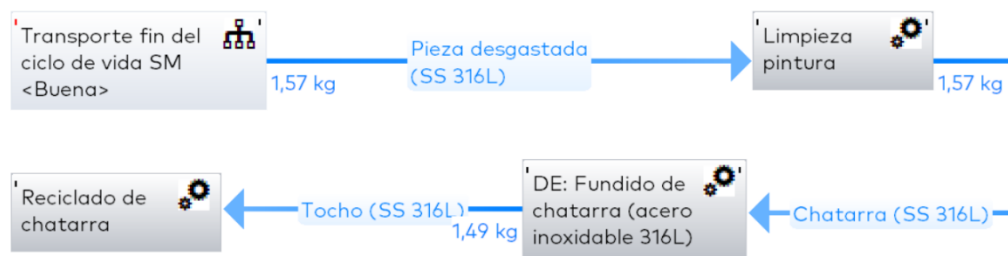 Transporte fin del
ciclo de vida SM
<Buena>
1,57 kg
Pieza desgastada
(SS 316L)
Limpieza
pintura
1,57 kg
Reciclado de
chatarra
Tocho (SS 316L)
1,49 kg
DE: Fundido de
chatarra (acero
inoxidable 316L)
Chatarra (SS 316L)